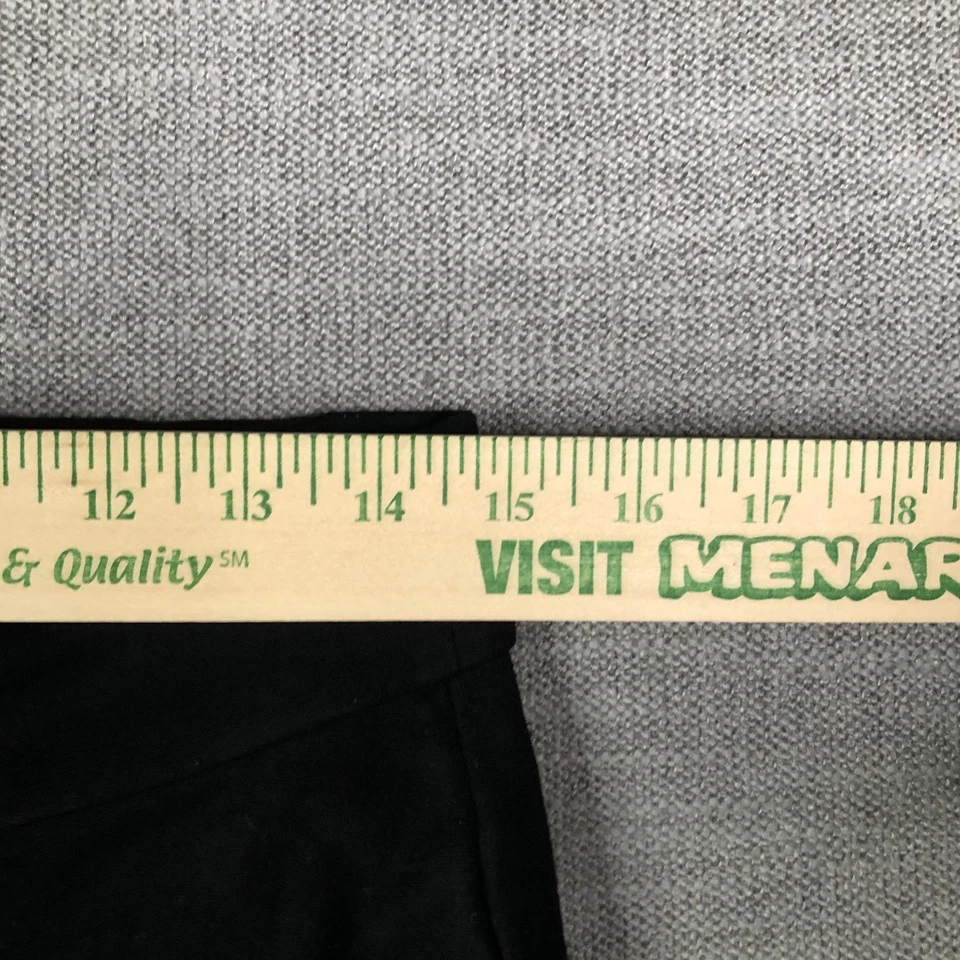 12 13 14 15 16 17 18
& Quality SM VISIT MENAR